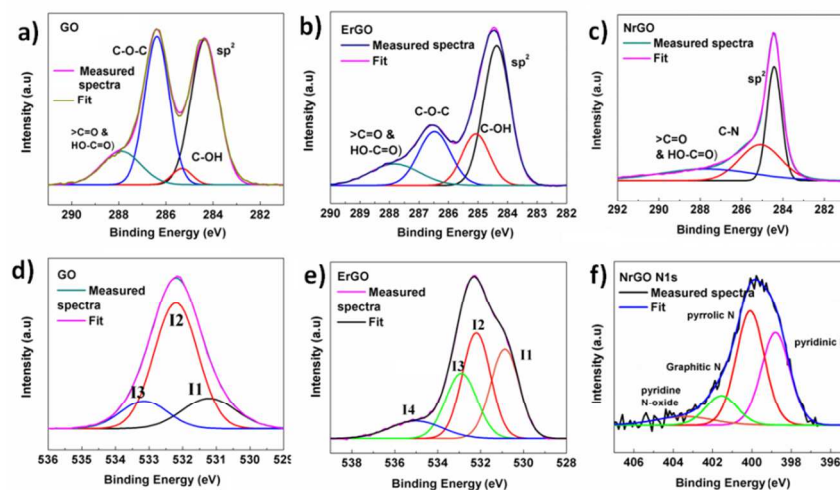 a) GO
C-O-C
sp2
Measured
spectra
Fit
>C=O &
HO-C=O)
C-OH
Intensity (a.u)
290 288 286 284 282
Binding Energy (eV)
b) ErGO
Measured spectra
Fit
sp2
C-O-C
>C=O &
HO-C=O)
C-OH
Intensity (a.u)
291 290 289 288 287 286 285 284 283 282
Binding Energy (eV)
c) NrGO
Measured spectra
Fit
sp2
C-N
>C=O
& HO-C=O)
Intensity (a.u)
292 290 288 286 284 282
Binding Energy (eV)
d) GO
Measured
spectra
Fit
I2
I3
I1
Intensity (a.u)
536 535 534 533 532 531 530 529
Binding Energy (eV)
e) ErGO
Measured
spectra
Fit
I2
I1
I3
I4
Intensity (a.u)
538 536 534 532 530 528
Binding Energy (eV)
f) NrGO N1s
Measured spectra
Fit
pyrrolic N
pyridinic
Graphitic N
pyridine
N-oxide
Intensity (a.u)
406 404 402 400 398 396
Binding Energy (eV)